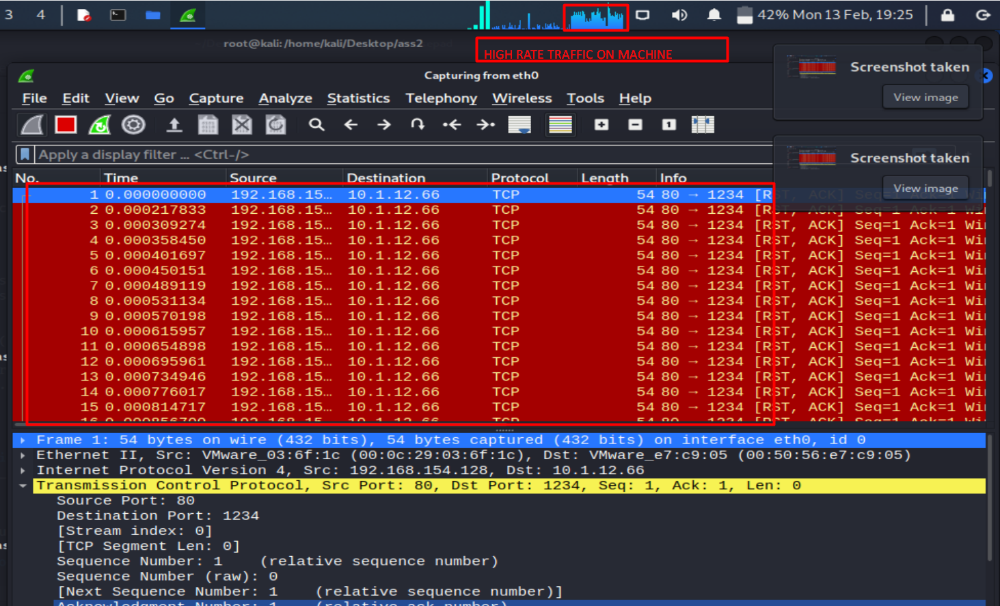 3 4 42% Mon 13 Feb, 19:25
root@kali:/home/kali/Desktop/ass2
HIGH RATE TRAFFIC ON MACHINE
Capturing from eth0
Screenshot taken
View image
File Edit View Go Capture Analyze Statistics Telephony Wireless Tools Help
Apply a display filter … <Ctrl-/>
Screenshot taken
View image
No. Time Source Destination Protocol Length Info
1 0.000000000 192.168.15… 10.1.12.66 TCP 54 80 → 1234 [RST, ACK] Seq=1
2 0.000217833 192.168.15… 10.1.12.66 TCP 54 80 → 1234 [RST, ACK] Seq=1 Ack=1 Wi
3 0.000309274 192.168.15… 10.1.12.66 TCP 54 80 → 1234 [RST, ACK] Seq=1 Ack=1 Wi
4 0.000358450 192.168.15… 10.1.12.66 TCP 54 80 → 1234 [RST, ACK] Seq=1 Ack=1 Wi
5 0.000401697 192.168.15… 10.1.12.66 TCP 54 80 → 1234 [RST, ACK] Seq=1 Ack=1 Wi
6 0.000450151 192.168.15… 10.1.12.66 TCP 54 80 → 1234 [RST, ACK] Seq=1 Ack=1 Wi
7 0.000489119 192.168.15… 10.1.12.66 TCP 54 80 → 1234 [RST, ACK] Seq=1 Ack=1 Wi
8 0.000531134 192.168.15… 10.1.12.66 TCP 54 80 → 1234 [RST, ACK] Seq=1 Ack=1 Wi
9 0.000570198 192.168.15… 10.1.12.66 TCP 54 80 → 1234 [RST, ACK] Seq=1 Ack=1 Wi
10 0.000615957 192.168.15… 10.1.12.66 TCP 54 80 → 1234 [RST, ACK] Seq=1 Ack=1 Wi
11 0.000654898 192.168.15… 10.1.12.66 TCP 54 80 → 1234 [RST, ACK] Seq=1 Ack=1 Wi
12 0.000695961 192.168.15… 10.1.12.66 TCP 54 80 → 1234 [RST, ACK] Seq=1 Ack=1 Wi
13 0.000734946 192.168.15… 10.1.12.66 TCP 54 80 → 1234 [RST, ACK] Seq=1 Ack=1 Wi
14 0.000776017 192.168.15… 10.1.12.66 TCP 54 80 → 1234 [RST, ACK] Seq=1 Ack=1 Wi
15 0.000814717 192.168.15… 10.1.12.66 TCP 54 80 → 1234 [RST, ACK] Seq=1 Ack=1 Wi
Frame 1: 54 bytes on wire (432 bits), 54 bytes captured (432 bits) on interface eth0, id 0
Ethernet II, Src: VMware_03:6f:1c (00:0c:29:03:6f:1c), Dst: VMware_e7:c9:05 (00:50:56:e7:c9:05)
Internet Protocol Version 4, Src: 192.168.154.128, Dst: 10.1.12.66
Transmission Control Protocol, Src Port: 80, Dst Port: 1234, Seq: 1, Ack: 1, Len: 0
Source Port: 80
Destination Port: 1234
[Stream index: 0]
[TCP Segment Len: 0]
Sequence Number: 1 (relative sequence number)
Sequence Number (raw): 0
[Next Sequence Number: 1 (relative sequence number)]
Acknowledgment Number: 1 (relative ack number)